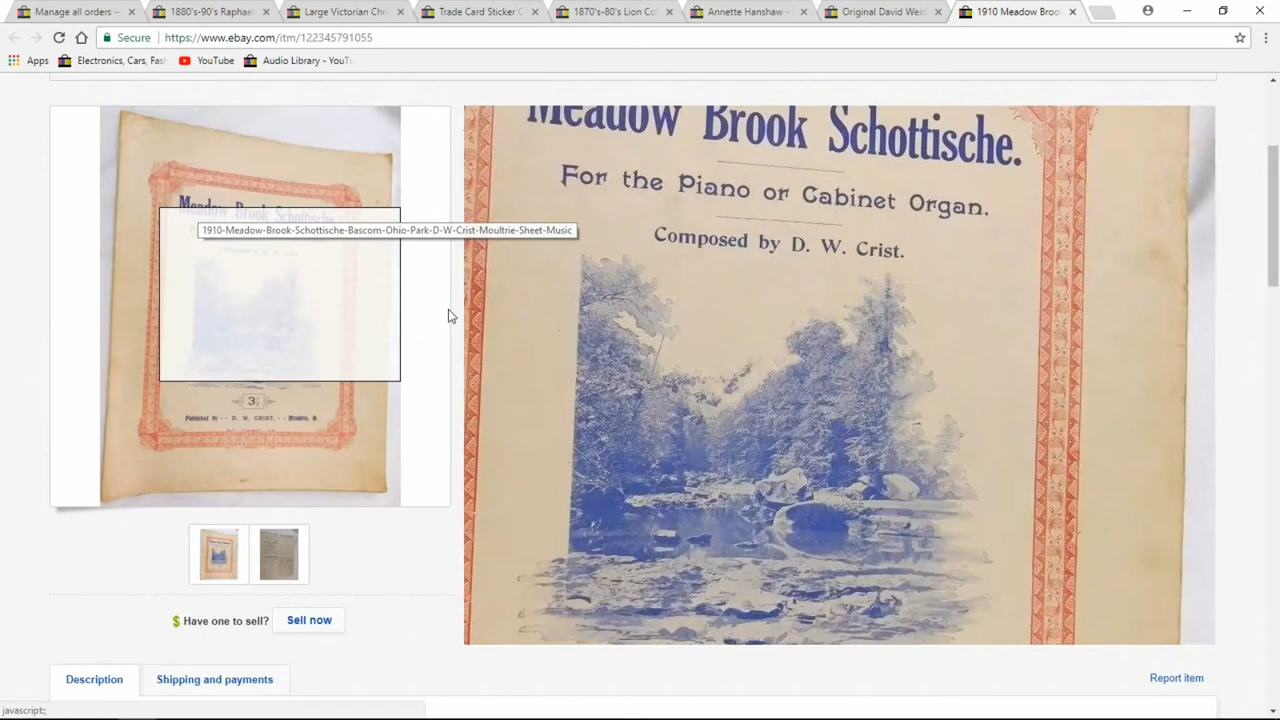 Manage all orders –
1880's-90's Raphael
Large Victorian Chr
Trade Card Sticker C
1870's-80's Lion Co
Annette Hanshaw -
Original David Weid
1910 Meadow Broo
Secure
https://www.ebay.com/itm/122345791055
Apps
Electronics, Cars, Fas
YouTube
Audio Library - YouT
Meadow Brook Schottische.
1910-Meadow-Brook-Schottische-Bascom-Ohio-Park-D-W-Crist-Moultrie-Sheet-Music
3
Published by - - D. W. CRIST, - -
Meadow Brook Schottische.
For the Piano or Cabinet Organ.
Composed by D. W. Crist.
$ Have one to sell?
Sell now
Description
Shipping and payments
Report item
javascript:;